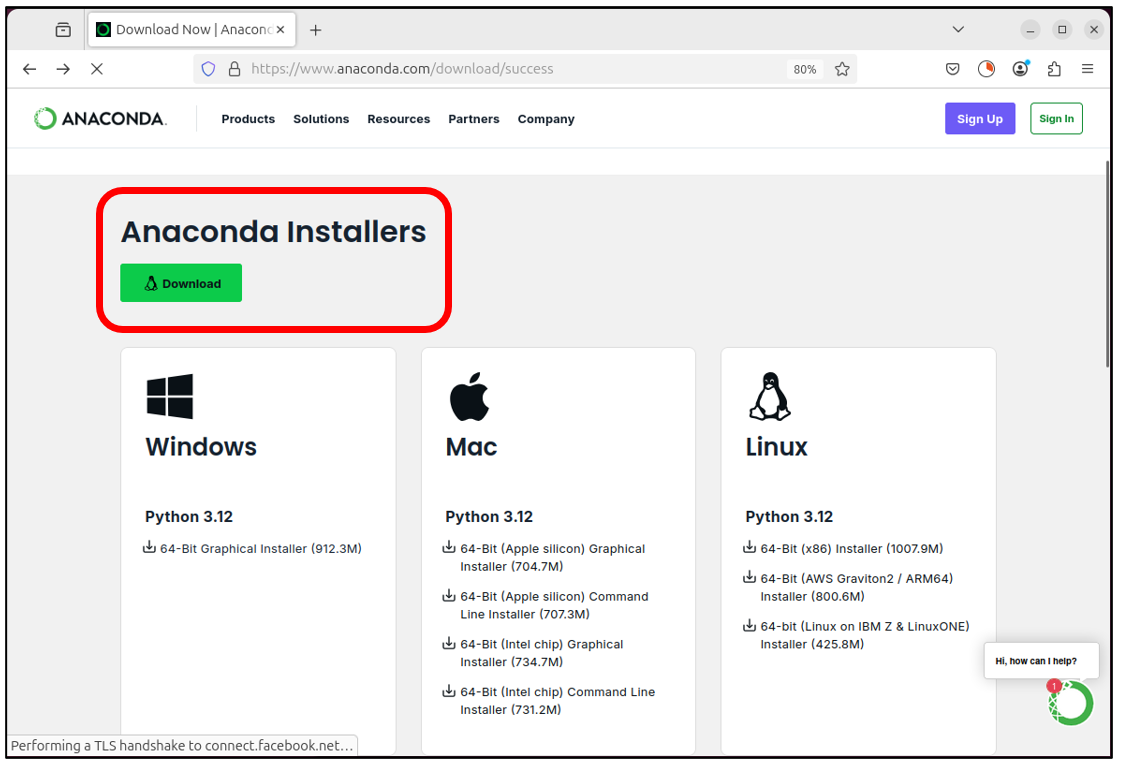 Download Now | Anaconc
https://www.anaconda.com/download/success
80%
ANACONDA.
Products
Solutions
Resources
Partners
Company
Sign Up
Sign In
Anaconda Installers
Download
Windows
Python 3.12
64-Bit Graphical Installer (912.3M)
Mac
Python 3.12
64-Bit (Apple silicon) Graphical
Installer (704.7M)
64-Bit (Apple silicon) Command
Line Installer (707.3M)
64-Bit (Intel chip) Graphical
Installer (734.7M)
64-Bit (Intel chip) Command Line
Installer (731.2M)
Linux
Python 3.12
64-Bit (x86) Installer (1007.9M)
64-Bit (AWS Graviton2 / ARM64)
Installer (800.6M)
64-bit (Linux on IBM Z & LinuxONE)
Installer (425.8M)
Hi, how can I help?
1
Performing a TLS handshake to connect.facebook.net…